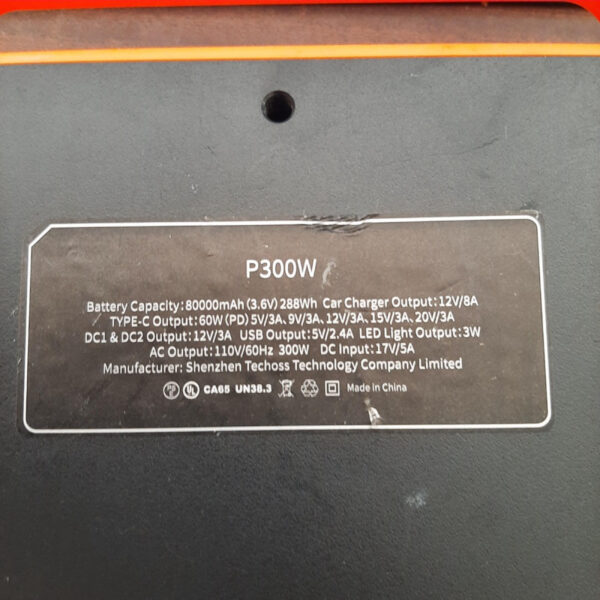 P300W
Battery Capacity:80000mAh (3.6V) 288Wh Car Charger Output:12V/8A
TYPE-C Output:60W (PD) 5V/3A、9V/3A、12V/3A、15V/3A、20V/3A
DC1 & DC2 Output:12V/3A USB Output:5V/2.4A LED Light Output:3W
AC Output:110V/60Hz 300W DC Input:17V/5A
Manufacturer: Shenzhen Techoss Technology Company Limited
UL CA65 UN38.3 Made in China